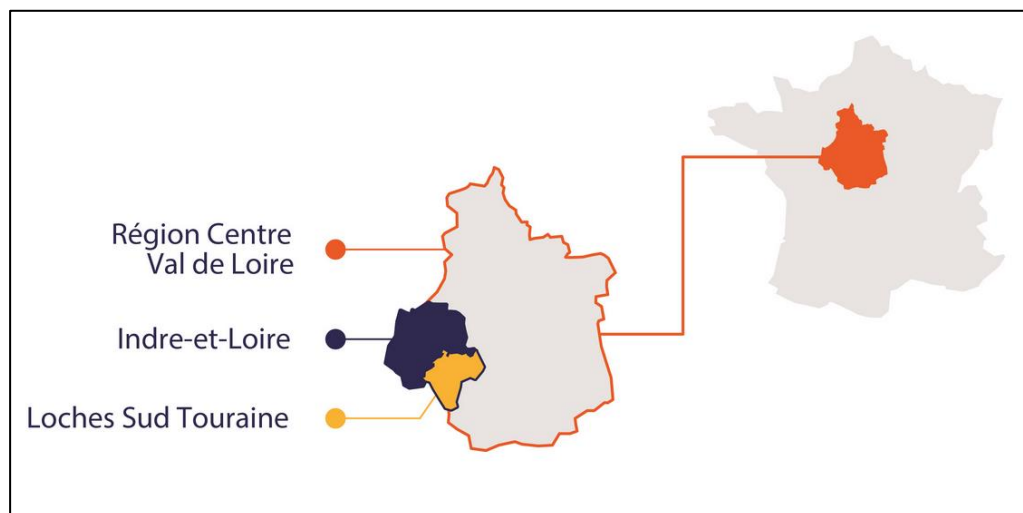 Région Centre
Val de Loire
Indre-et-Loire
Loches Sud Touraine